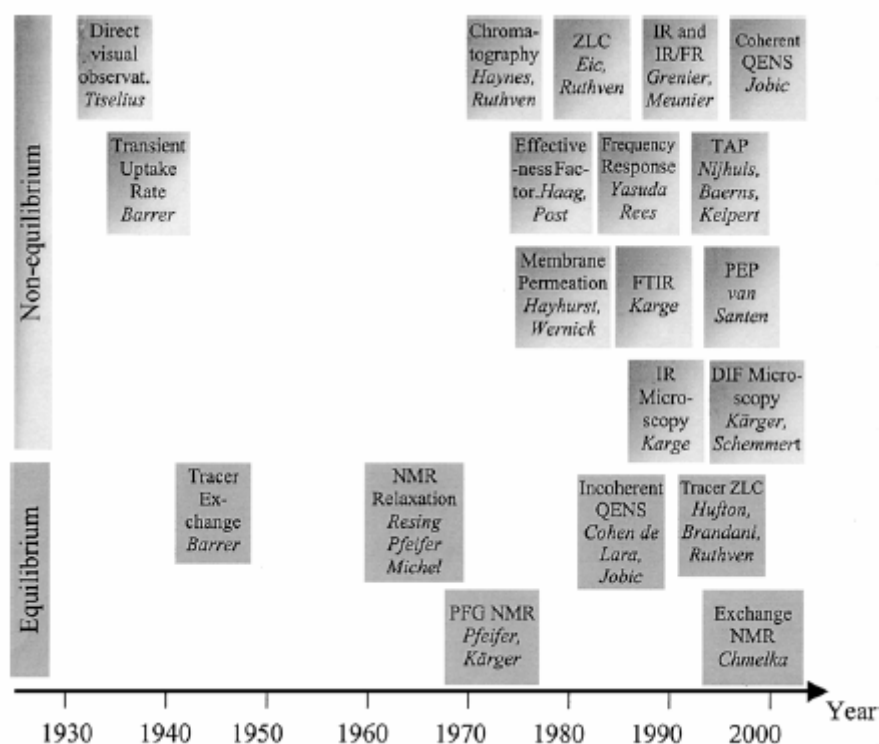 Direct
visual
observat.
Tiselius
Transient
Uptake
Rate
Barrer
Chroma-
tography
Haynes,
Ruthven
ZLC
Eic,
Ruthven
IR and
IR/FR
Grenier,
Meunier
Coherent
QENS
Jobic
Effective
-ness Fac-
tor.Haag,
Post
Frequency
Response
Yasuda
Rees
TAP
Nijhuis,
Baerns,
Keipert
Membrane
Permeation
Hayhurst,
Wernick
FTIR
Karge
PEP
van
Santen
IR
Micro-
scopy
Karge
DIF Micro-
scopy
Kärger,
Schemmert
Non-equilibrium
Tracer
Ex-
change
Barrer
NMR
Relaxation
Resing
Pfeifer
Michel
Incoherent
QENS
Cohen de
Lara,
Jobic
Tracer ZLC
Hufton,
Brandani,
Ruthven
PFG NMR
Pfeifer,
Kärger
Exchange
NMR
Chmelka
Equilibrium
Year
1930 1940 1950 1960 1970 1980 1990 2000